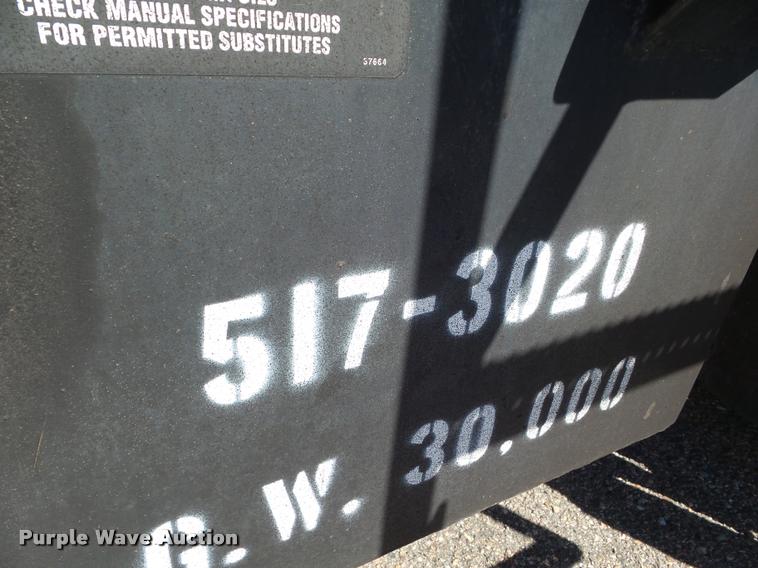 CHECK MANUAL SPECIFICATIONS
FOR PERMITTED SUBSTITUTES
57664
517-3020
G.W. 30,000
Purple Wave Auction